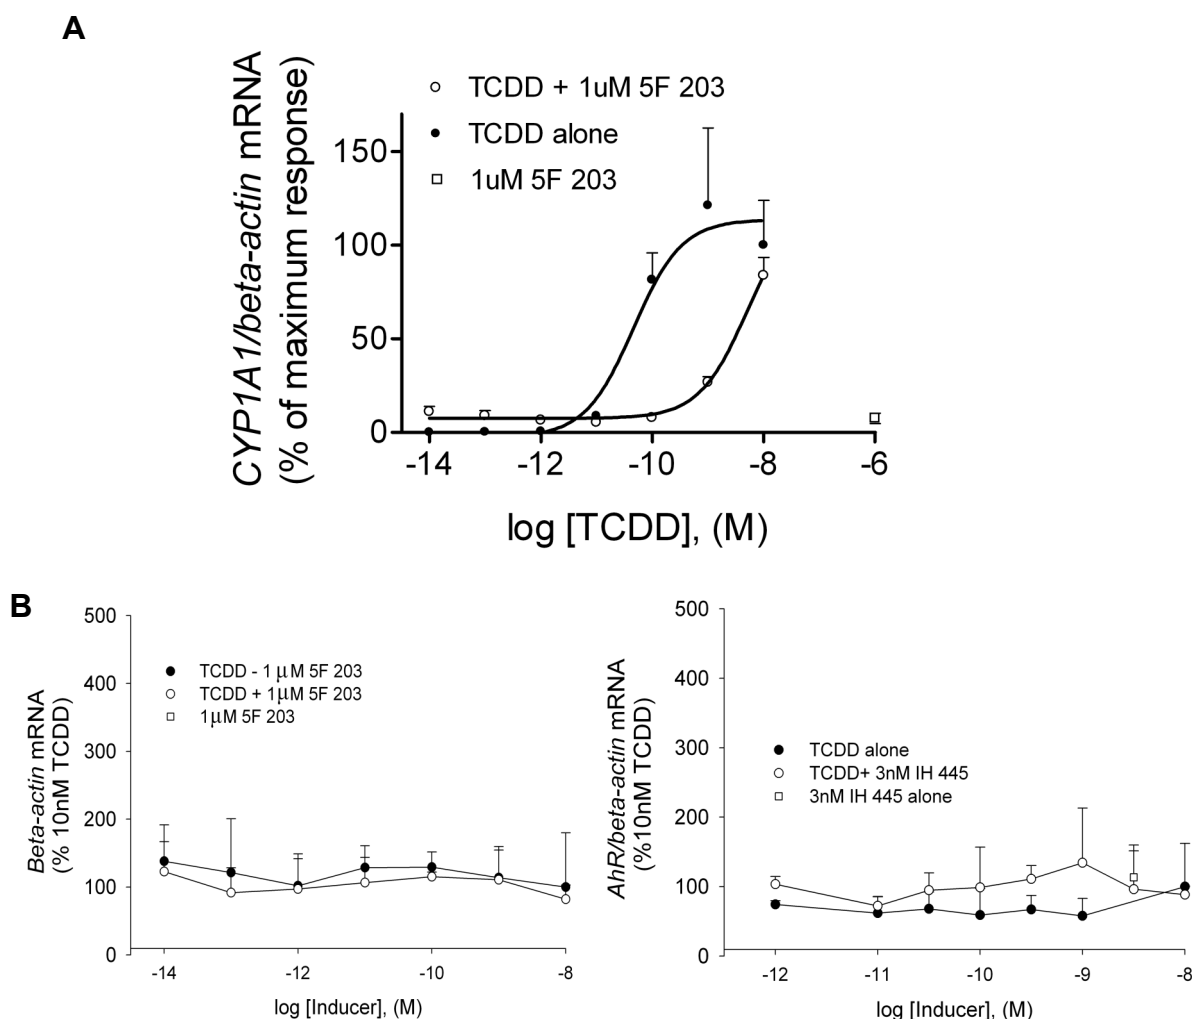 A
CYP1A1/beta-actin mRNA
(% of maximum response)
TCDD + 1uM 5F 203
TCDD alone
1uM 5F 203
150
100
50
0
-14
-12
-10
-8
-6
log [TCDD], (M)
B
Beta-actin mRNA
(% 10nM TCDD)
500
400
300
200
100
0
TCDD - 1 μM 5F 203
TCDD + 1μM 5F 203
1μM 5F 203
-14
-12
-10
-8
log [Inducer], (M)
AhR/beta-actin mRNA
(%10nM TCDD)
500
400
300
200
100
0
TCDD alone
TCDD+ 3nM IH 445
3nM IH 445 alone
-12
-11
-10
-9
-8
log [Inducer], (M)